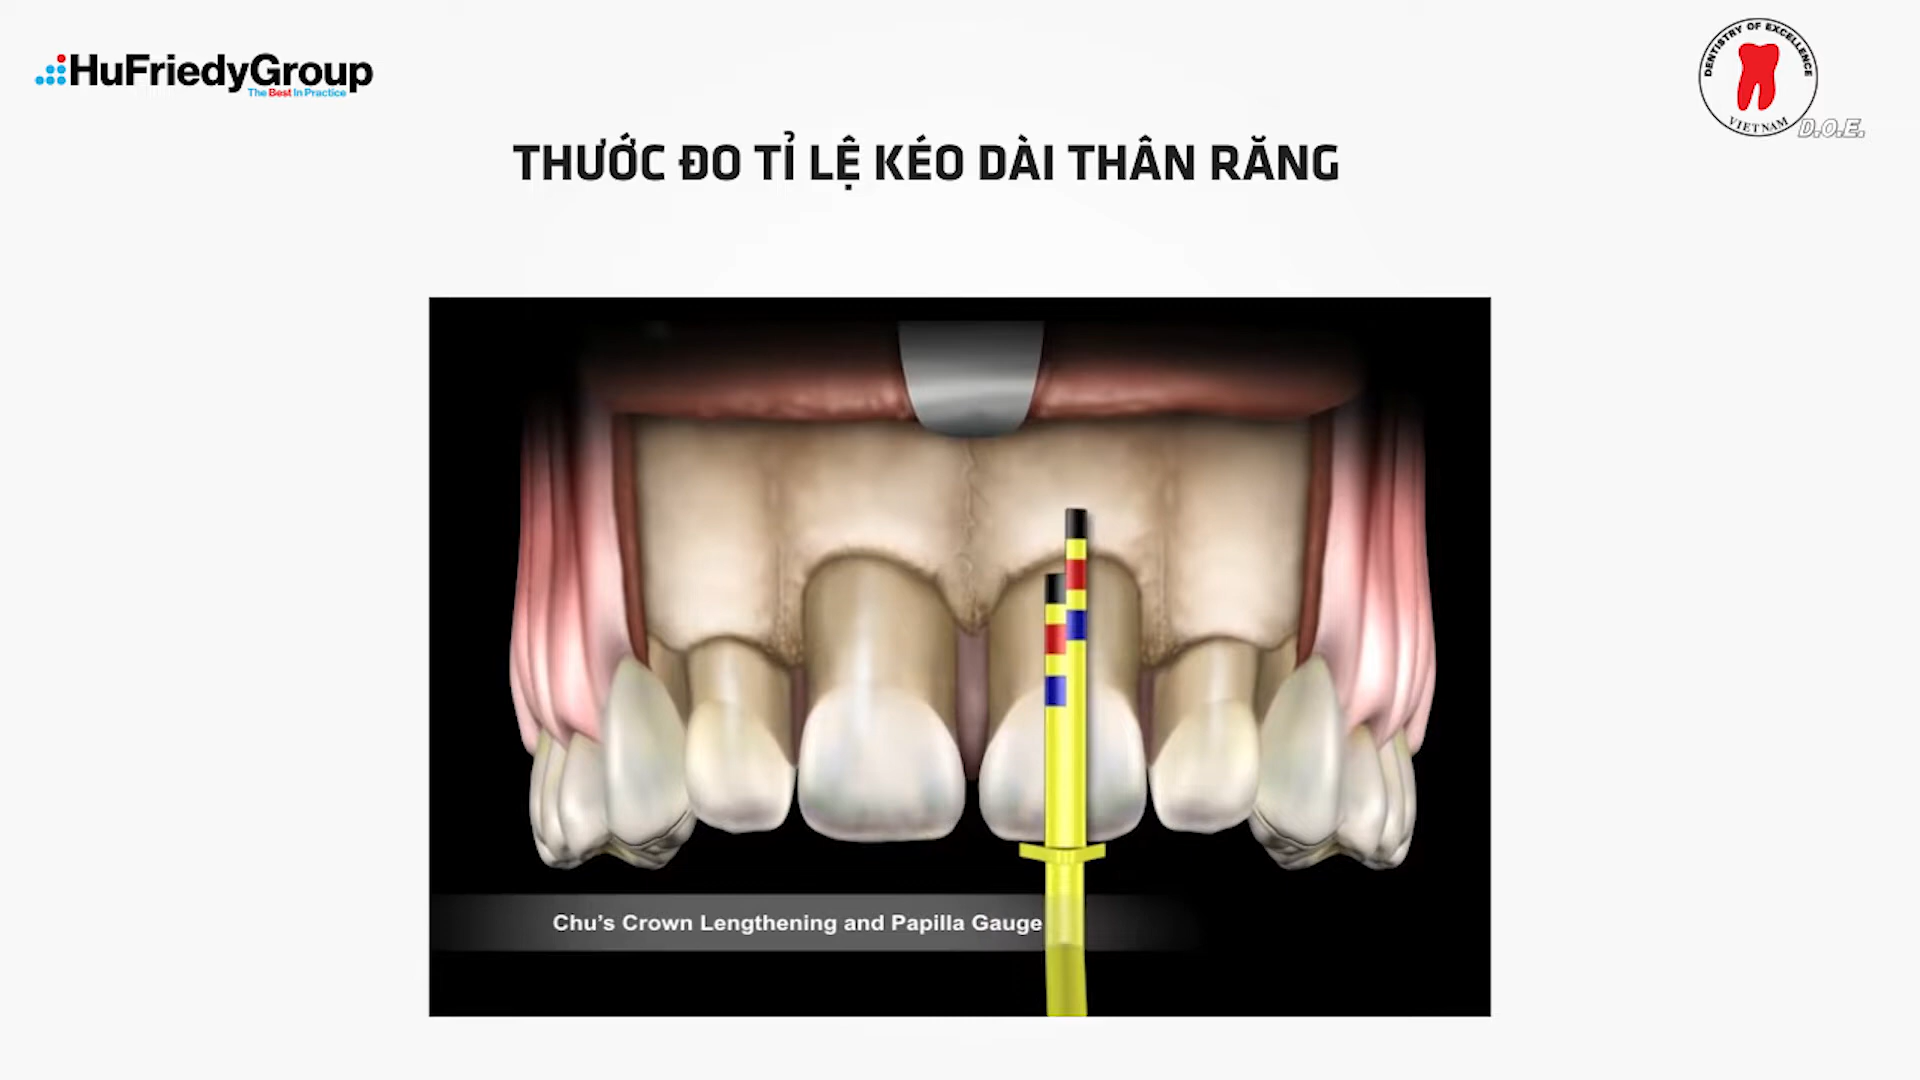 HuFriedyGroup
The Best In Practice
DENTISTRY OF EXCELLENCE
VIETNAM
D.O.E.
THƯỚC ĐO TỈ LỆ KÉO DÀI THÂN RĂNG
Chu’s Crown Lengthening and Papilla Gauge